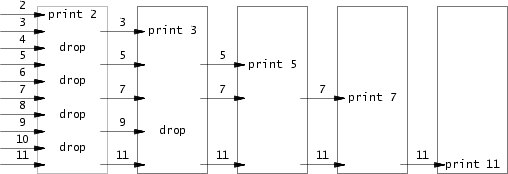 2
print 2
3
3
print 3
4
drop
5
5
5
print 5
6
drop
7
7
7
7
print 7
8
drop
9
9
drop
10
drop
11
11
11
11
11
print 11